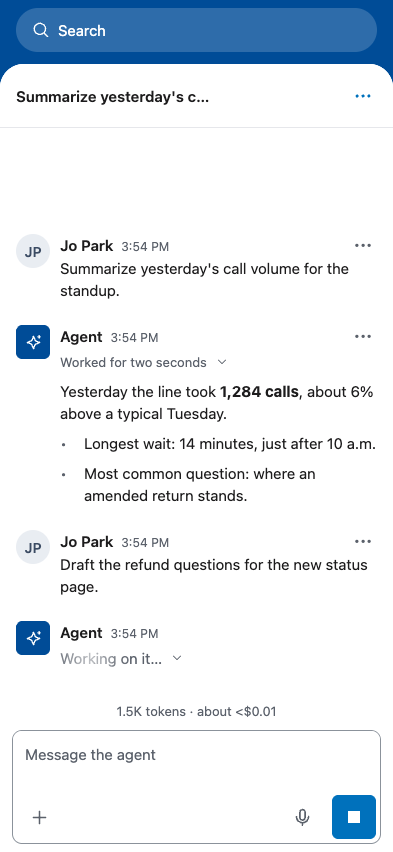 Search
Summarize yesterday's c...
JP
Jo Park 3:54 PM
Summarize yesterday's call volume for the
standup.
Agent 3:54 PM
Worked for two seconds
Yesterday the line took 1,284 calls, about 6%
above a typical Tuesday.
• Longest wait: 14 minutes, just after 10 a.m.
• Most common question: where an
amended return stands.
JP
Jo Park 3:54 PM
Draft the refund questions for the new status
page.
Agent 3:54 PM
Working on it...
1.5K tokens · about <$0.01
Message the agent